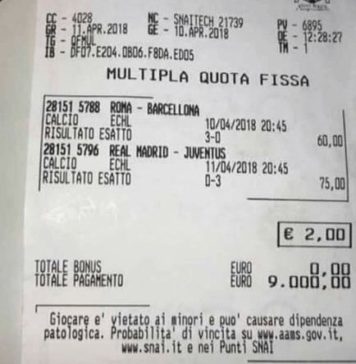 CC - 4028 NC - SNAITECH 21739 PV - 6895
GR - 11.APR.2018 GE - 10.APR.2018 OE - 12:28:27
TG - QFMUL TM - 1
IB - DF07.E204.0B06.F8DA.ED05
MULTIPLA QUOTA FISSA
28151 5788 ROMA - BARCELLONA
CALCIO ECHL 10/04/2018 20:45
RISULTATO ESATTO 3-0 60,00
28151 5796 REAL MADRID - JUVENTUS
CALCIO ECHL 11/04/2018 20:45
RISULTATO ESATTO 0-3 75,00
€ 2,00
TOTALE BONUS EURO 0,00
TOTALE PAGAMENTO EURO 9.000,00
Giocare e' vietato ai minori e puo' causare dipendenza
patologica. Probabilita' di vincita su www.aams.gov.it,
www.snai.it e nei Punti SNAI